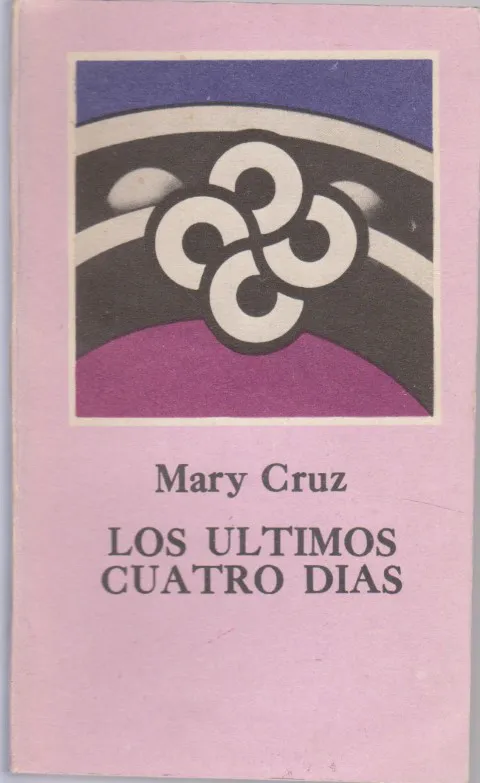 Mary Cruz
LOS ULTIMOS
CUATRO DIAS